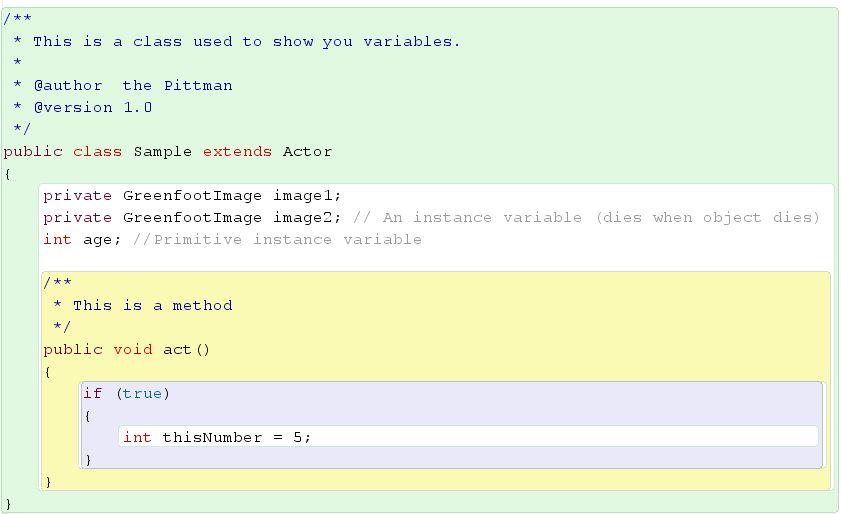 /**
 * This is a class used to show you variables.
 *
 * @author  the Pittman
 * @version 1.0
 */
public class Sample extends Actor
{
    private GreenfootImage image1;
    private GreenfootImage image2; // An instance variable (dies when object dies)
    int age; //Primitive instance variable

    /**
     * This is a method
     */
    public void act()
    {
        if (true)
        {
            int thisNumber = 5;
        }
    }
}